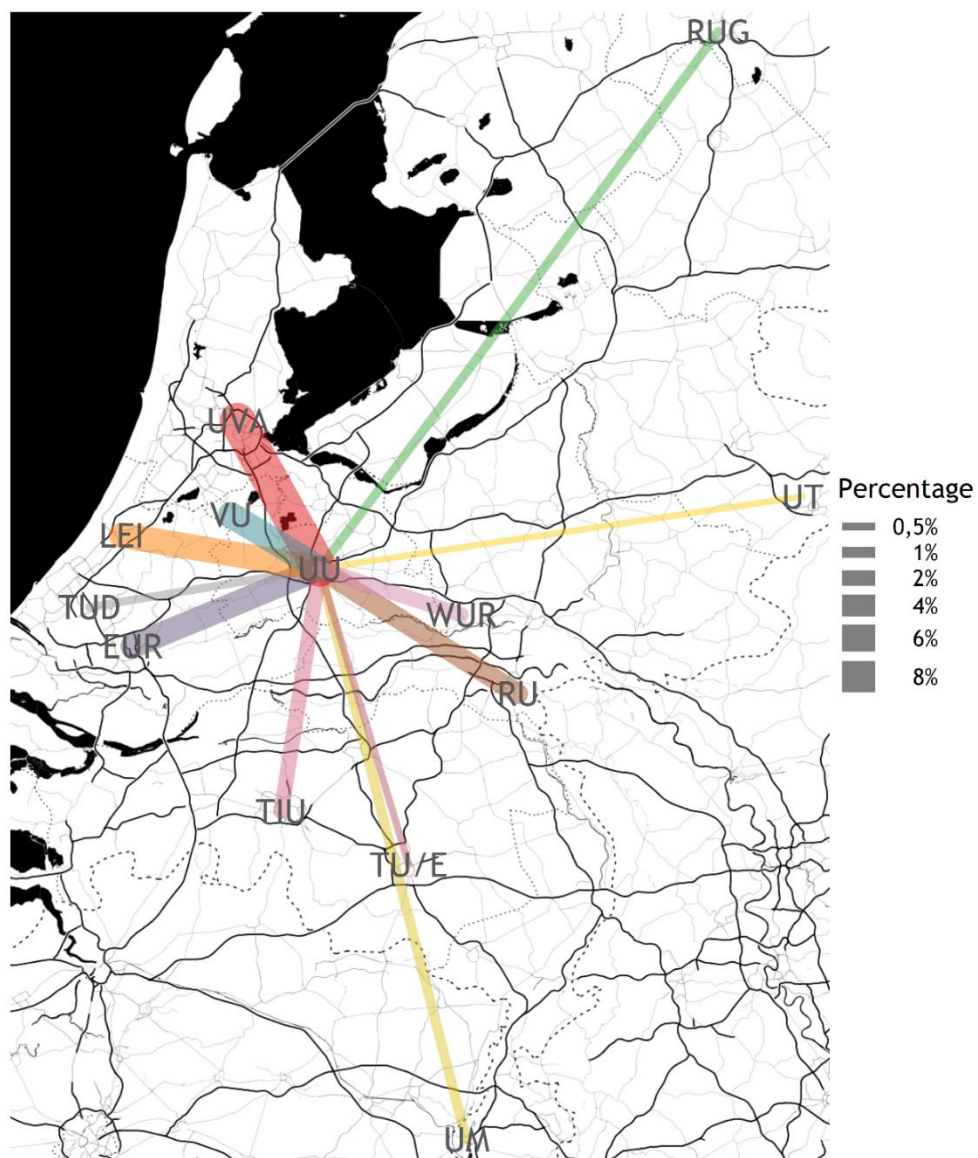 RUG
UVA
UT
VU
LEI
UU
TUD
WUR
EUR
RU
TIU
TU/E
UM
Percentage
0,5%
1%
2%
4%
6%
8%